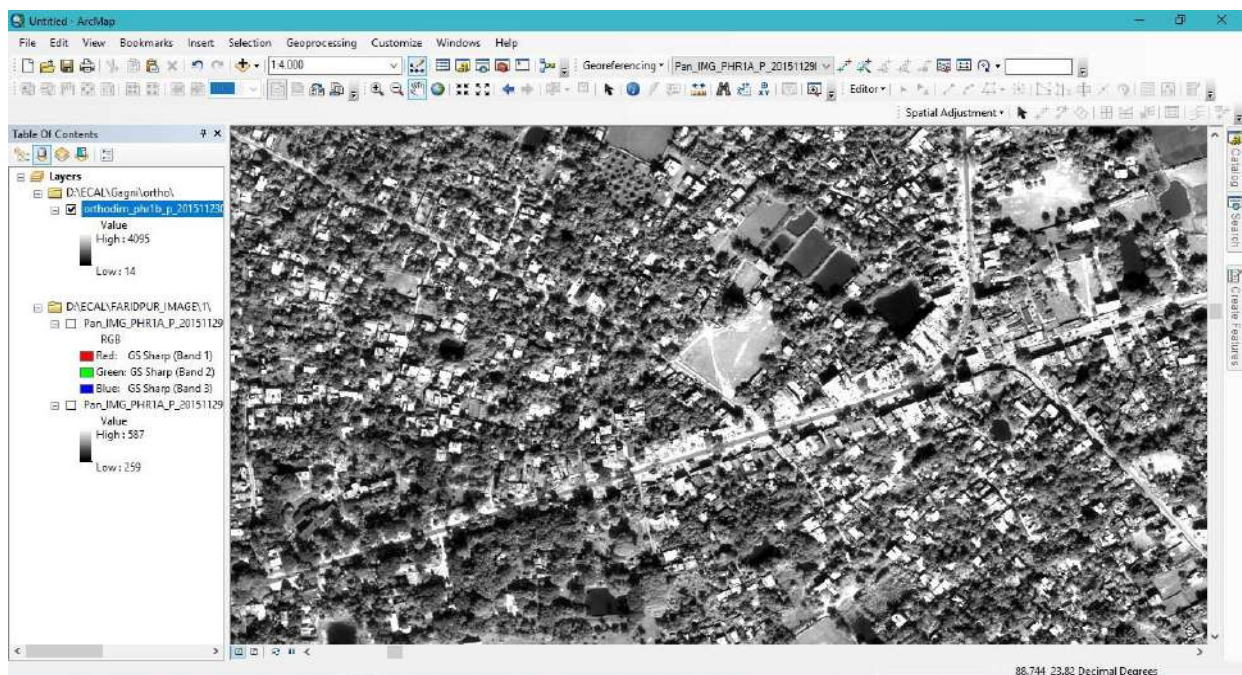 Untitled - ArcMap
File Edit View Bookmarks Insert Selection Geoprocessing Customize Windows Help
1:4,000 Georeferencing Pan_IMG_PHR1A_P_20151129
Editor
Spatial Adjustment
Table Of Contents
Layers
D:\ECAL\Gagni\ortho\
orthodim_phr1b_p_20151123
Value
High : 4095
Low : 14
D:\ECAL\FARIDPUR_IMAGE\1\
Pan_IMG_PHR1A_P_20151129
RGB
Red: GS Sharp (Band 1)
Green: GS Sharp (Band 2)
Blue: GS Sharp (Band 3)
Pan_IMG_PHR1A_P_20151129
Value
High : 587
Low : 259
Catalog
Search
Create Features
88.744 23.82 Decimal Degrees